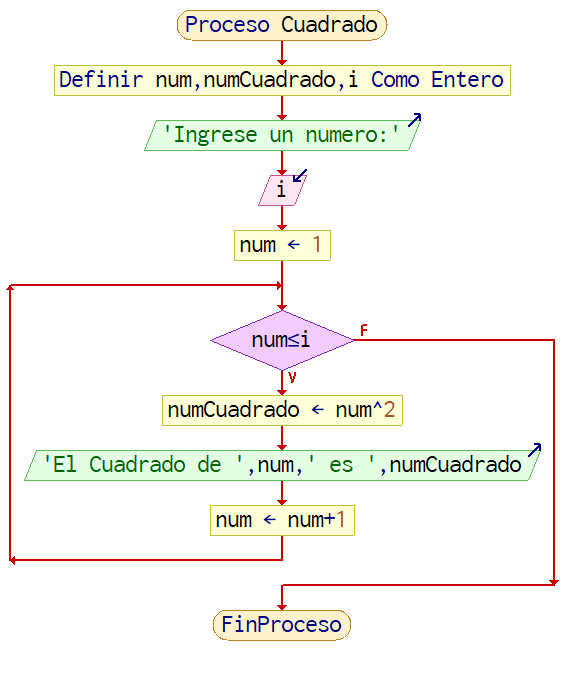 Proceso Cuadrado
Definir num,numCuadrado,i Como Entero
'Ingrese un numero:'
i
num ← 1
num≤i
F
V
numCuadrado ← num^2
'El Cuadrado de ',num,' es ',numCuadrado
num ← num+1
FinProceso